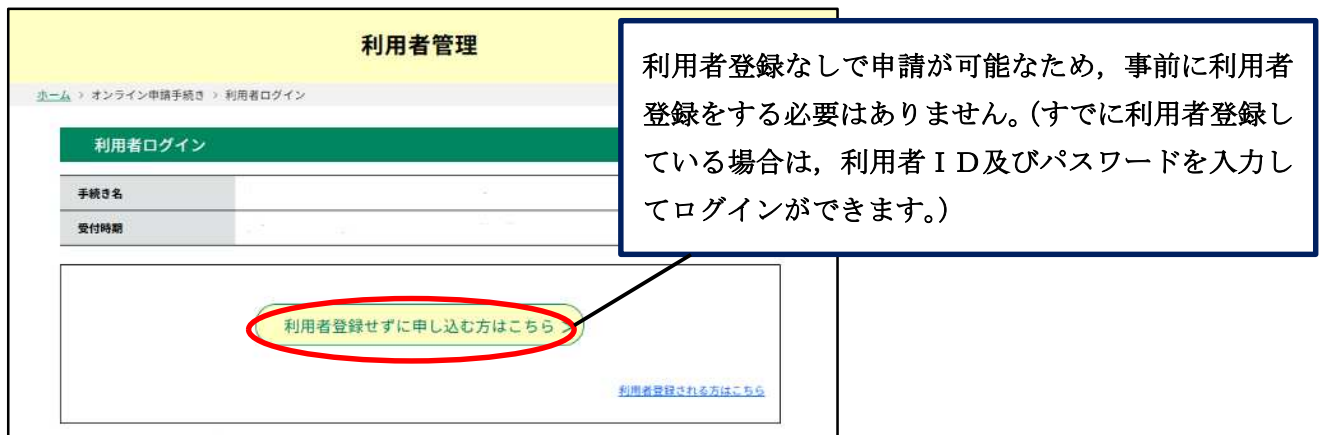 利用者管理
ホーム > オンライン申請手続き > 利用者ログイン
利用者ログイン
手続き名
受付時期
利用者登録せずに申し込む方はこちら >
利用者登録される方はこちら
利用者登録なしで申請が可能なため，事前に利用者
登録をする必要はありません。（すでに利用者登録し
ている場合は，利用者ＩＤ及びパスワードを入力し
てログインができます。）